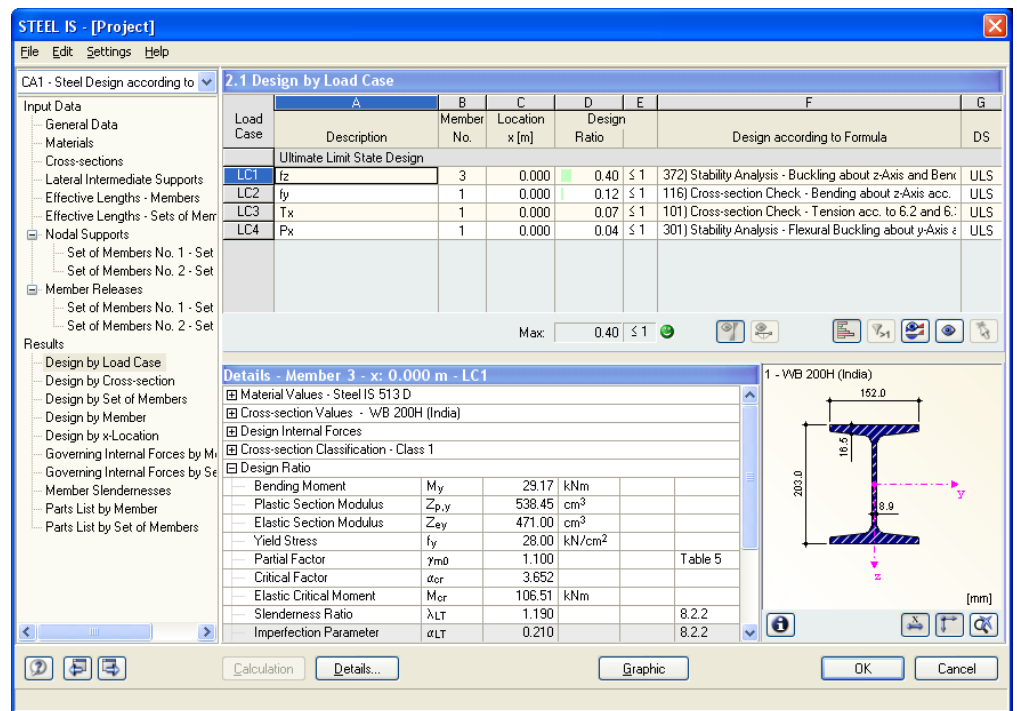 STEEL IS - [Project]
File Edit Settings Help
CA1 - Steel Design according to
Input Data
General Data
Materials
Cross-sections
Lateral Intermediate Supports
Effective Lengths - Members
Effective Lengths - Sets of Mem
Nodal Supports
Set of Members No. 1 - Set
Set of Members No. 2 - Set
Member Releases
Set of Members No. 1 - Set
Set of Members No. 2 - Set
Results
Design by Load Case
Design by Cross-section
Design by Set of Members
Design by Member
Design by x-Location
Governing Internal Forces by M
Governing Internal Forces by Se
Member Slendernesses
Parts List by Member
Parts List by Set of Members
2.1 Design by Load Case
A B C D E F G
Load Case Description Member No. Location x [m] Design Ratio Design according to Formula DS
Ultimate Limit State Design
LC1 fz 3 0.000 0.40 ≤ 1 372) Stability Analysis - Buckling about z-Axis and Ben ULS
LC2 fy 1 0.000 0.12 ≤ 1 116) Cross-section Check - Bending about z-Axis acc. ULS
LC3 Tx 1 0.000 0.07 ≤ 1 101) Cross-section Check - Tension acc. to 6.2 and 6. ULS
LC4 Px 1 0.000 0.04 ≤ 1 301) Stability Analysis - Flexural Buckling about y-Axis a ULS
Max: 0.40 ≤ 1
Details - Member 3 - x: 0.000 m - LC1
Material Values - Steel IS 513 D
Cross-section Values - WB 200H (India)
Design Internal Forces
Cross-section Classification - Class 1
Design Ratio
Bending Moment My 29.17 kNm
Plastic Section Modulus Zp,y 538.45 cm3
Elastic Section Modulus Zey 471.00 cm3
Yield Stress fy 28.00 kN/cm2
Partial Factor γm0 1.100 Table 5
Critical Factor αcr 3.652
Elastic Critical Moment Mcr 106.51 kNm
Slenderness Ratio λLT 1.190 8.2.2
Imperfection Parameter αLT 0.210 8.2.2
1 - WB 200H (India)
152.0
16.5
203.0
8.9
y
z
[mm]
Calculation Details... Graphic OK Cancel